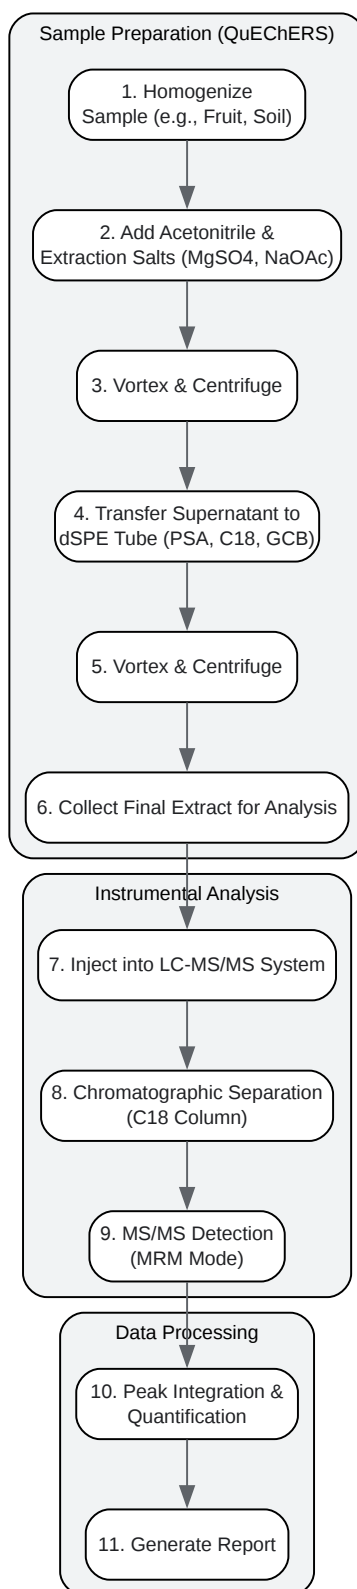 Sample Preparation (QuEChERS)
1. Homogenize
Sample (e.g., Fruit, Soil)
2. Add Acetonitrile &
Extraction Salts (MgSO4, NaOAc)
3. Vortex & Centrifuge
4. Transfer Supernatant to
dSPE Tube (PSA, C18, GCB)
5. Vortex & Centrifuge
6. Collect Final Extract for Analysis
Instrumental Analysis
7. Inject into LC-MS/MS System
8. Chromatographic Separation
(C18 Column)
9. MS/MS Detection
(MRM Mode)
Data Processing
10. Peak Integration &
Quantification
11. Generate Report